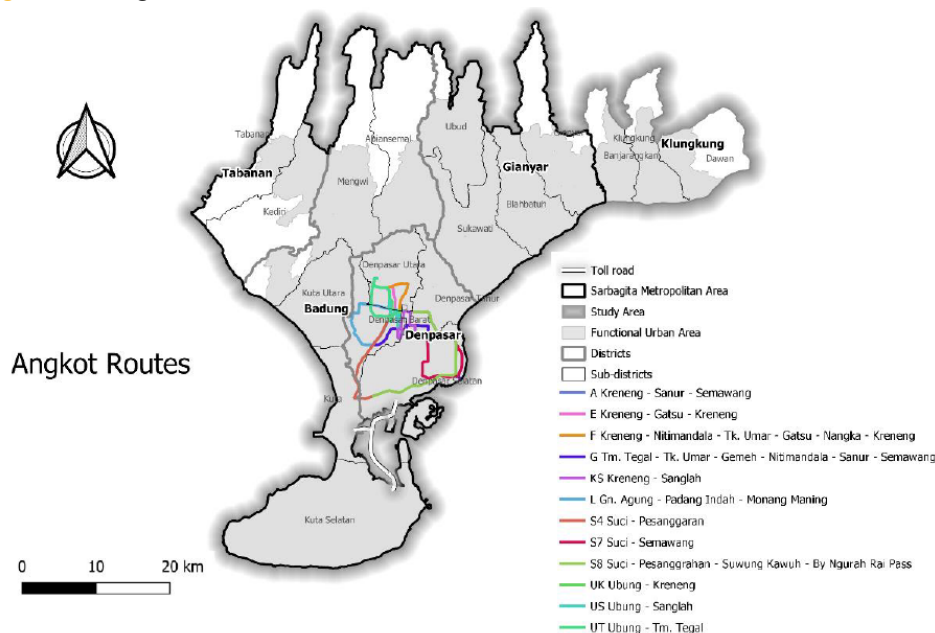 Ubud
Tabanan
Abiansemal
Klungkung
Klungkung
Banjarangkan
Dawan
Gianyar
Tabanan
Mengwi
Kediri
Blahbatuh
Sukawati
Denpasar Utara
Kuta Utara
Denpasar Timur
Badung
Denpasar Barat
Denpasar
Angkot Routes
Denpasar Selatan
Kuta
Kuta Selatan
0 10 20 km
Toll road
Sarbagita Metropolitan Area
Study Area
Functional Urban Area
Districts
Sub-districts
A Kreneng - Sanur - Semawang
E Kreneng - Gatsu - Kreneng
F Kreneng - Nitimandala - Tk. Umar - Gatsu - Nangka - Kreneng
G Tm. Tegal - Tk. Umar - Gemeh - Nitimandala - Sanur - Semawang
KS Kreneng - Sanglah
L Gn. Agung - Padang Indah - Monang Maning
S4 Suci - Pesanggaran
S7 Suci - Semawang
S8 Suci - Pesanggrahan - Suwung Kawuh - By Ngurah Rai Pass
UK Ubung - Kreneng
US Ubung - Sanglah
UT Ubung - Tm. Tegal